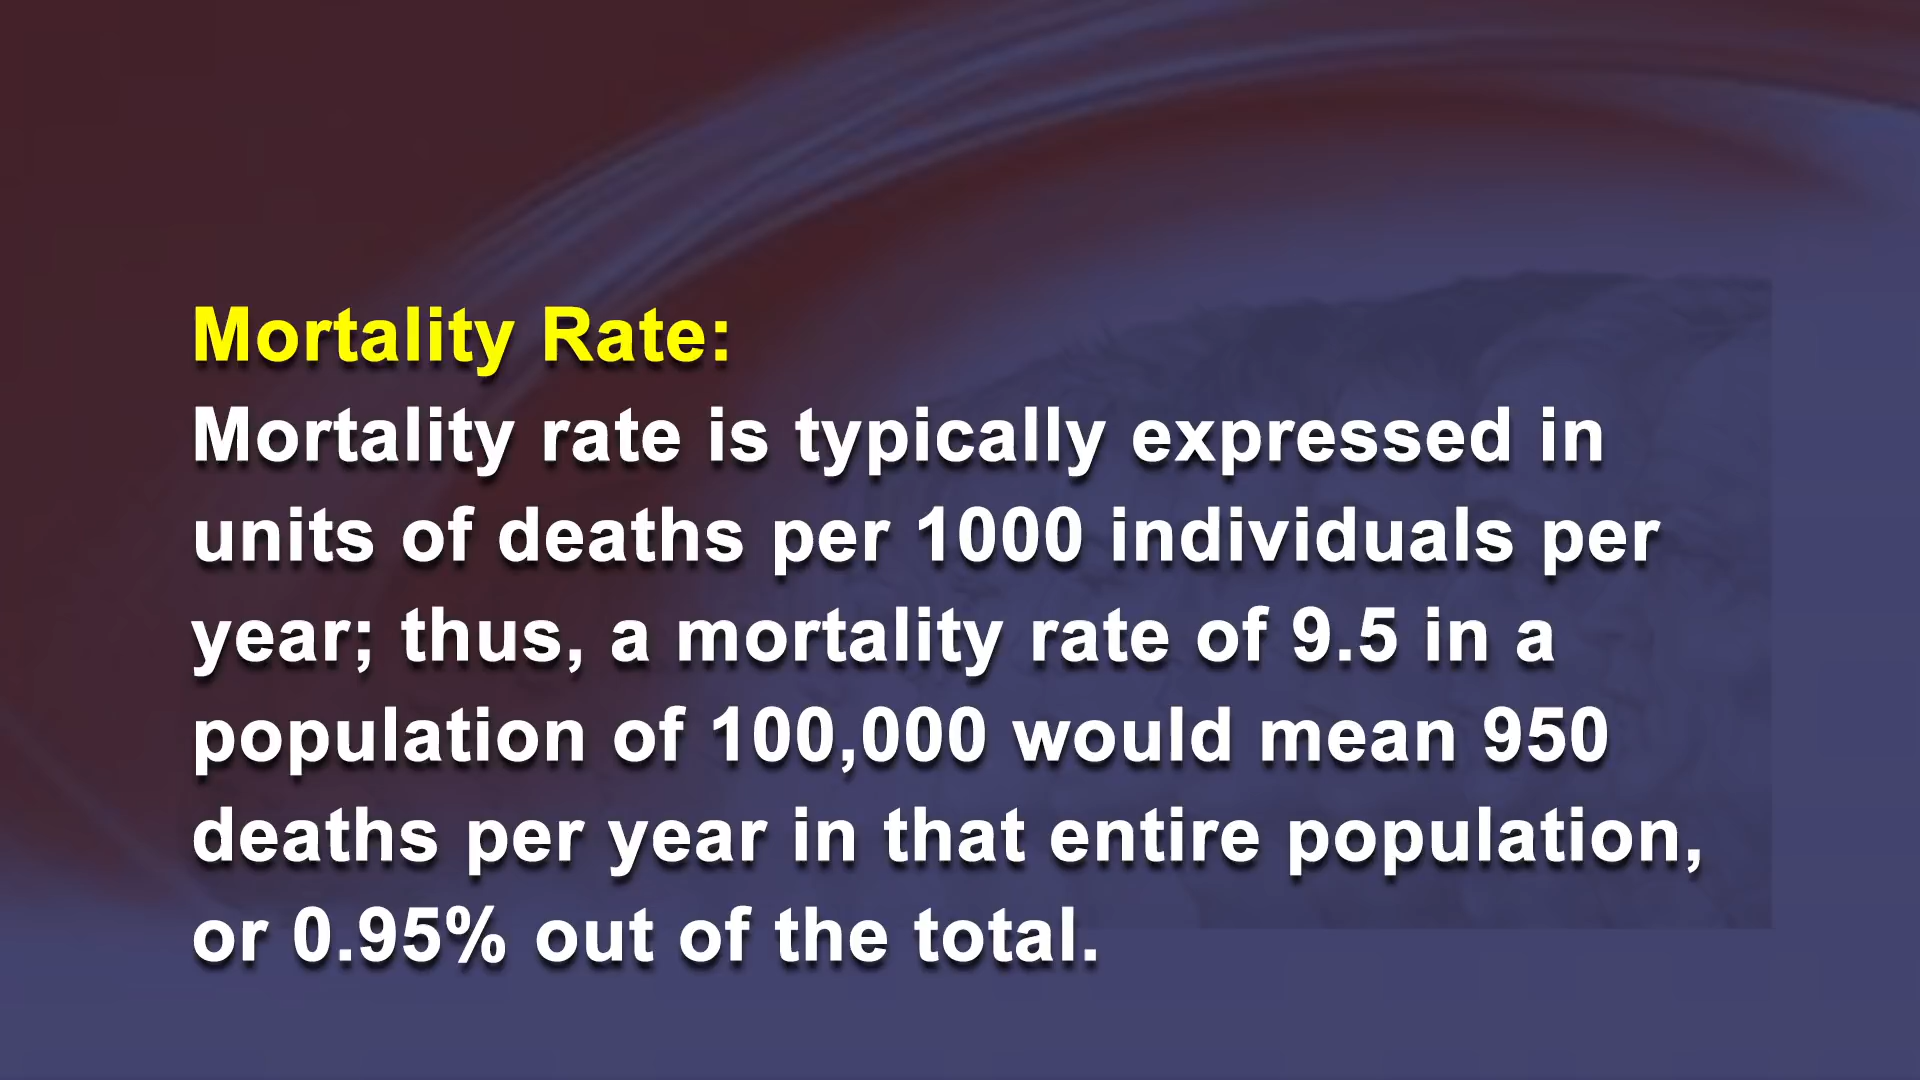 Mortality Rate:
Mortality rate is typically expressed in
units of deaths per 1000 individuals per
year; thus, a mortality rate of 9.5 in a
population of 100,000 would mean 950
deaths per year in that entire population,
or 0.95% out of the total.